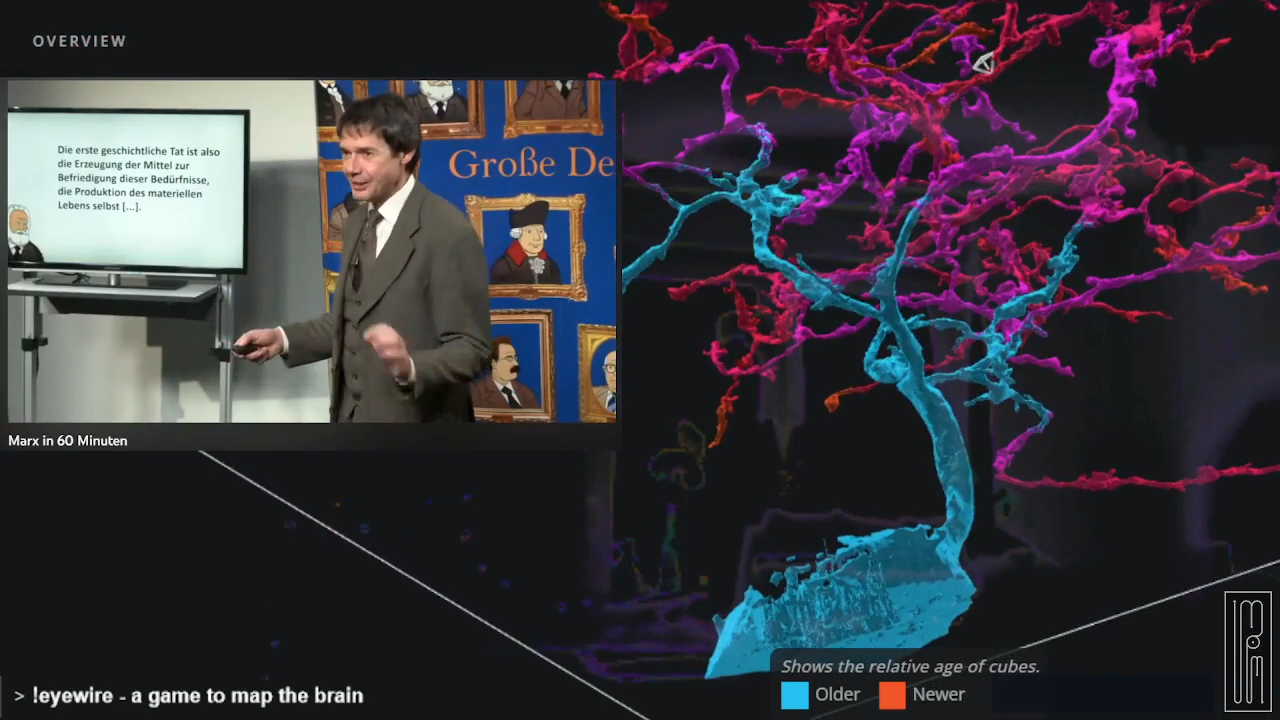 OVERVIEW
Die erste geschichtliche Tat ist also
die Erzeugung der Mittel zur
Befriedigung dieser Bedürfnisse,
die Produktion des materiellen
Lebens selbst [...].
Große De
Marx in 60 Minuten
Shows the relative age of cubes.
Older
Newer
> !eyewire - a game to map the brain